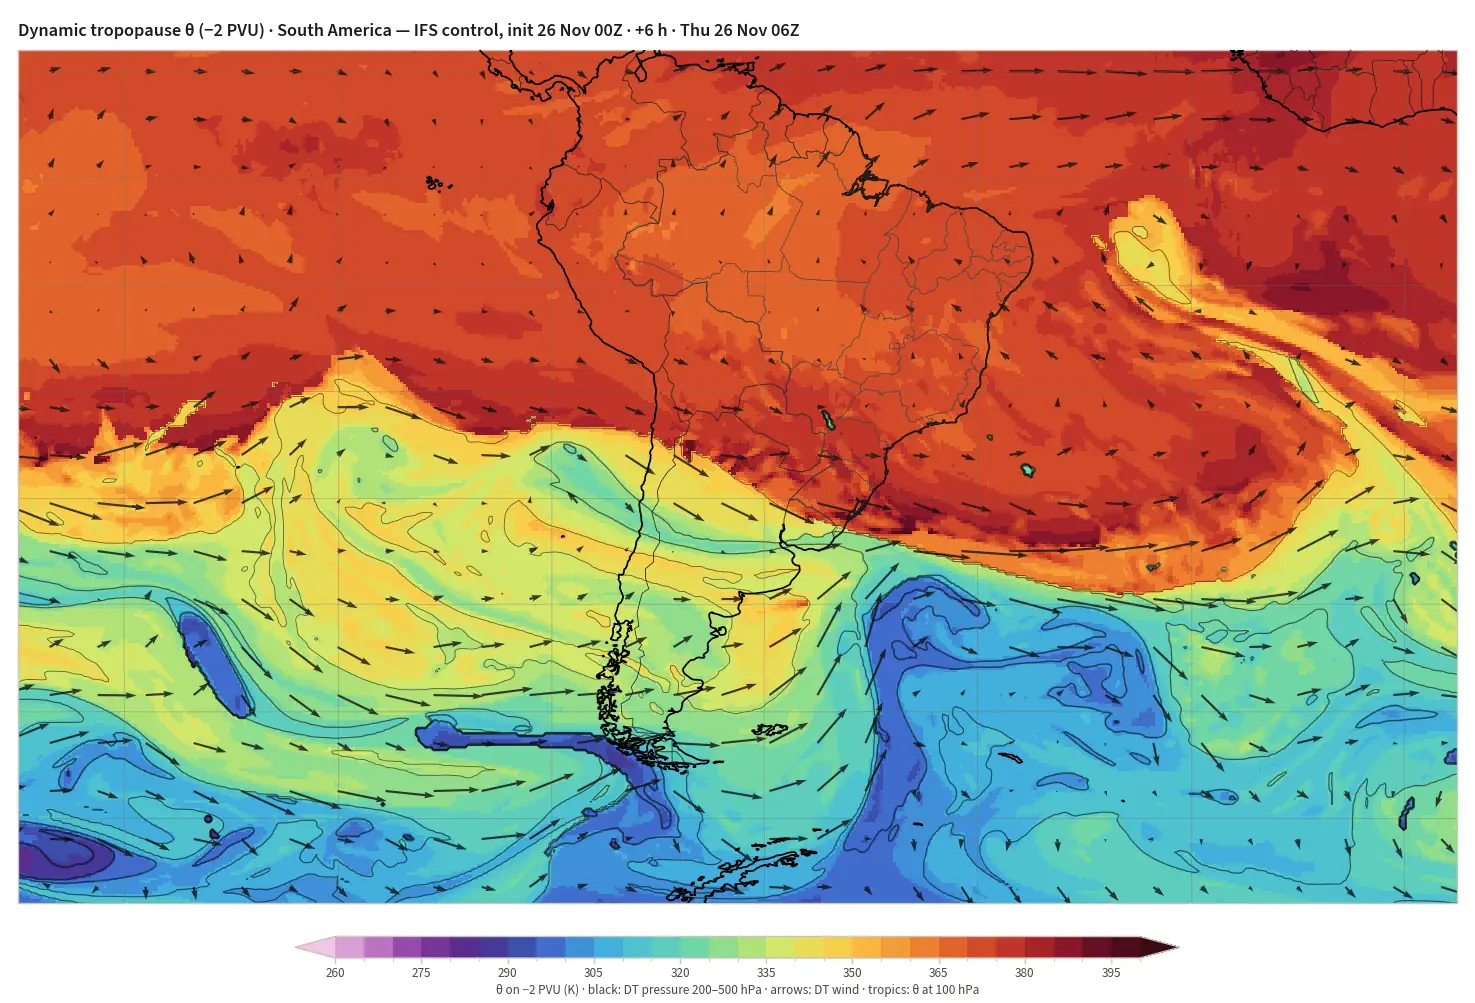 Dynamic tropopause θ (−2 PVU) · South America — IFS control, init 26 Nov 00Z · +6 h · Thu 26 Nov 06Z
260 275 290 305 320 335 350 365 380 395
θ on −2 PVU (K) · black: DT pressure 200–500 hPa · arrows: DT wind · tropics: θ at 100 hPa